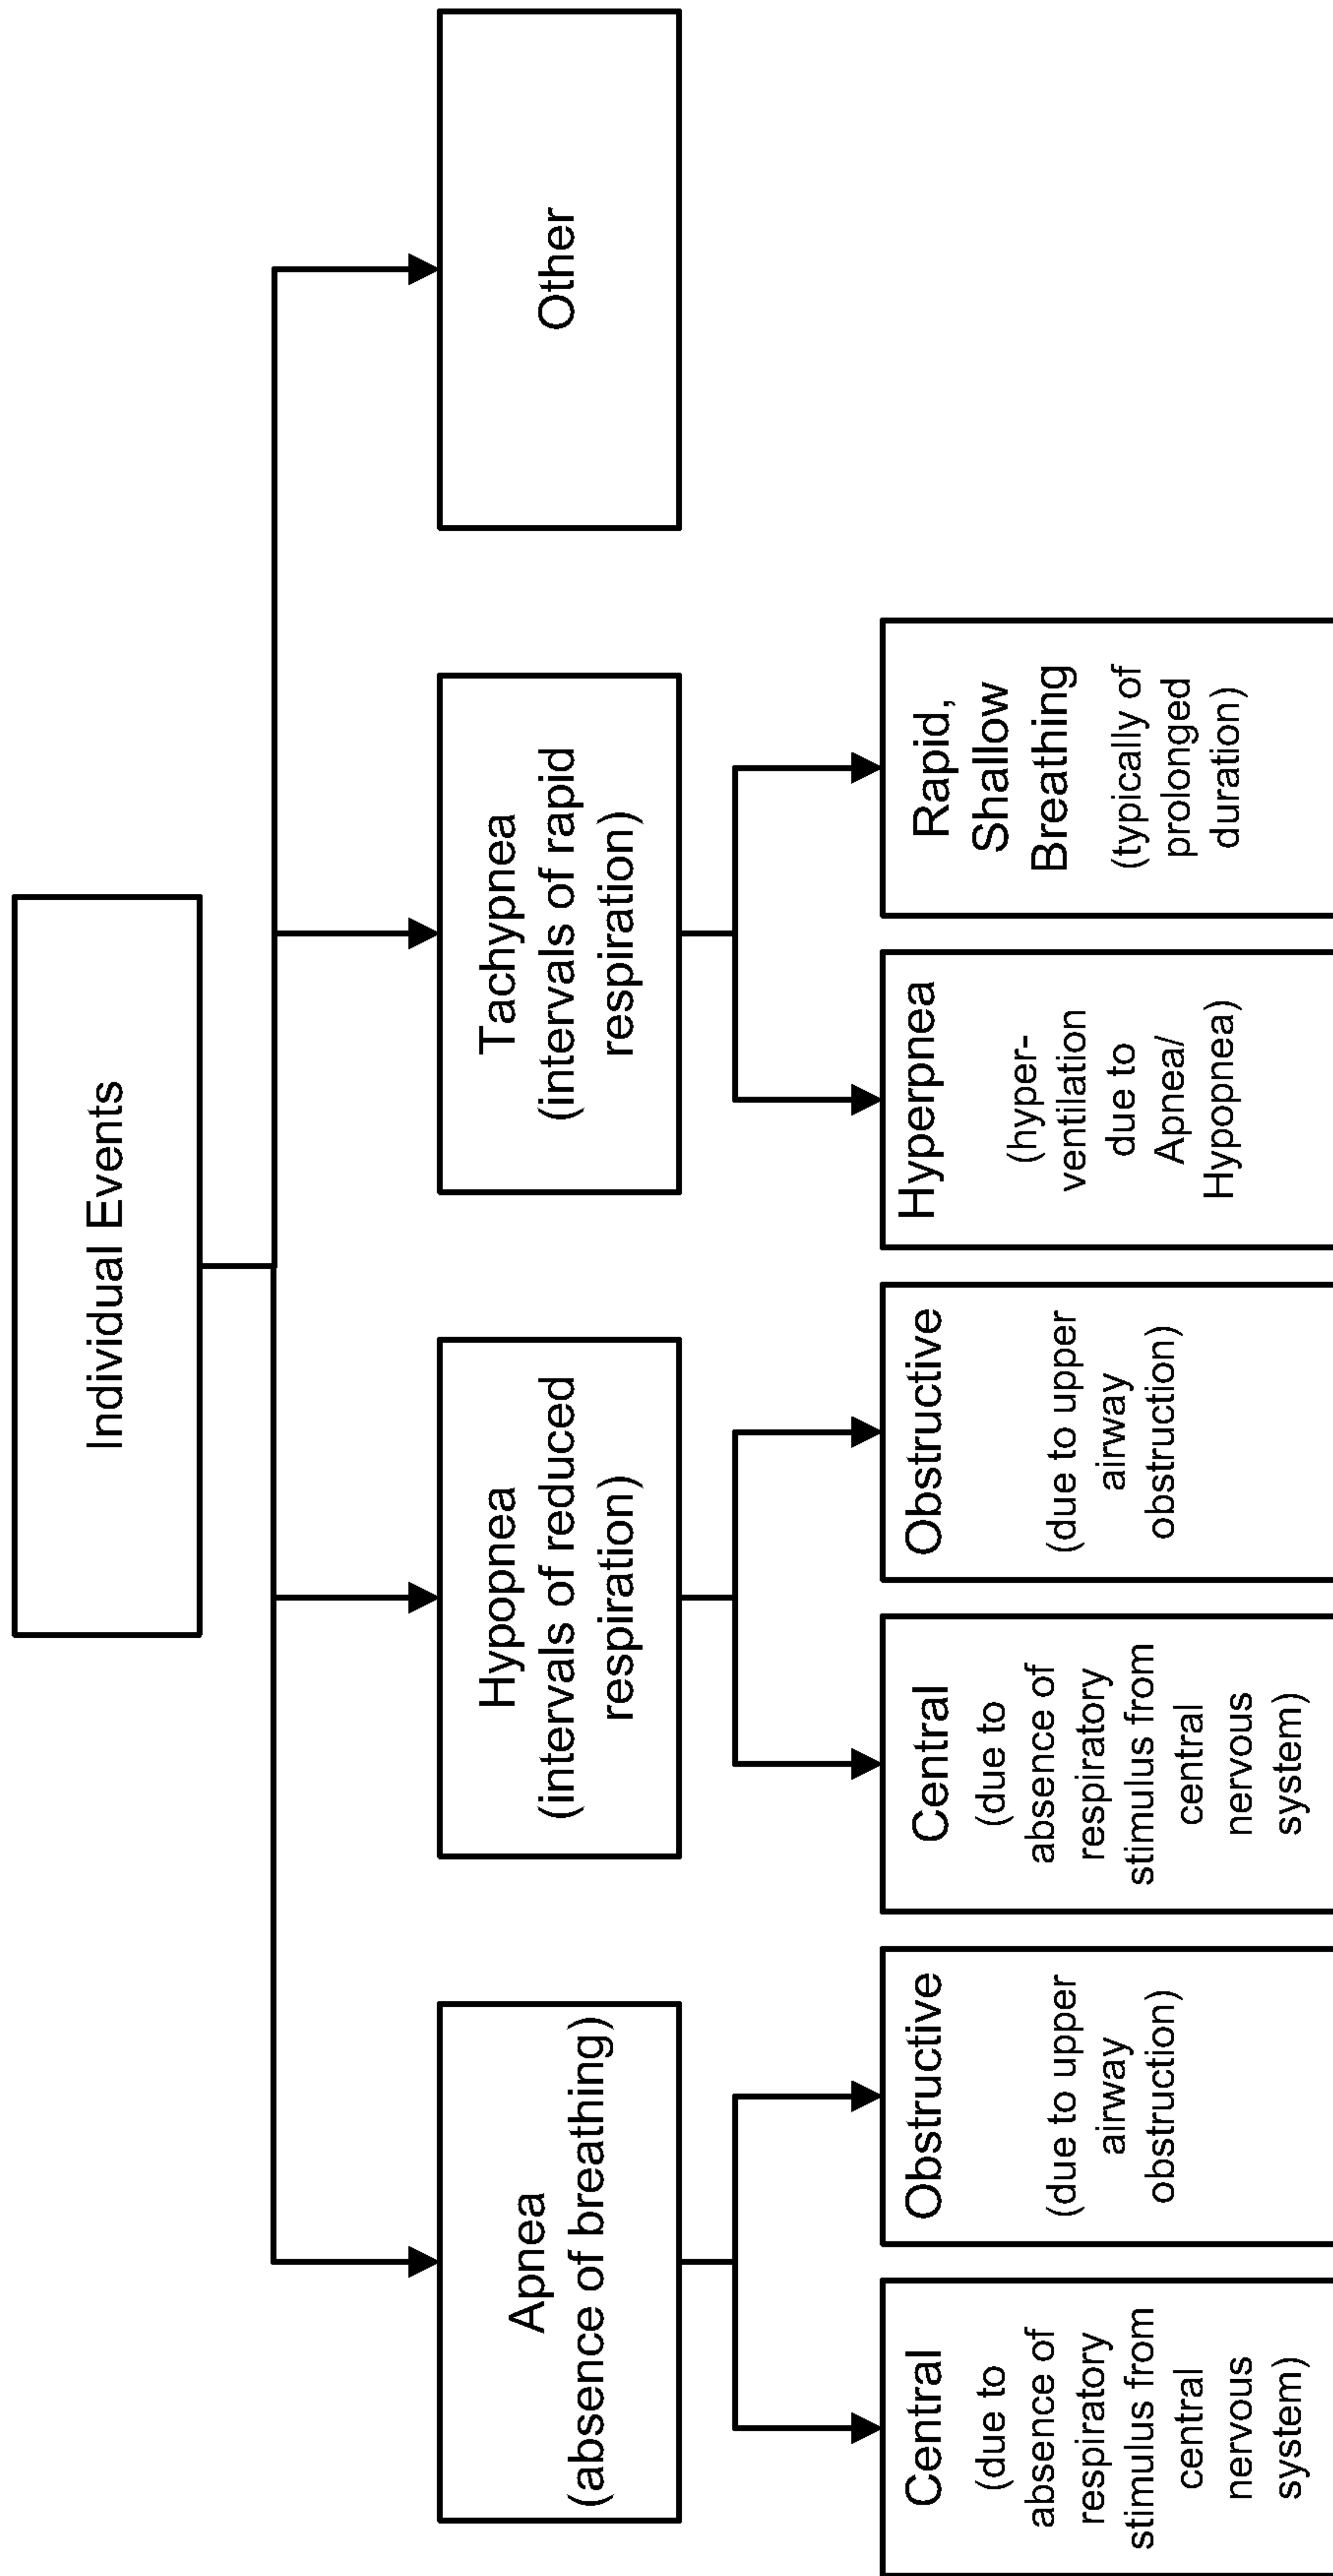 Individual Events
Apnea
(absence of breathing)
Hypopnea
(intervals of reduced
respiration)
Tachypnea
(intervals of rapid
respiration)
Other
Central
(due to
absence of
respiratory
stimulus from
central
nervous
system)
Obstructive
(due to upper
airway
obstruction)
Central
(due to
absence of
respiratory
stimulus from
central
nervous
system)
Obstructive
(due to upper
airway
obstruction)
Hyperpnea
(hyper-
ventilation
due to
Apnea/
Hypopnea)
Rapid,
Shallow
Breathing
(typically of
prolonged
duration)